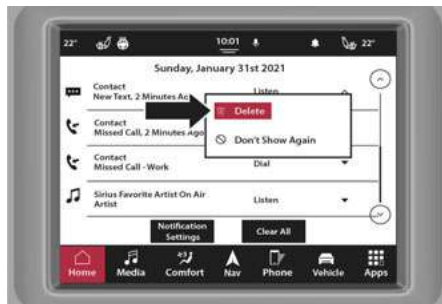 22°
10:01
22°
Sunday, January 31st 2021
Contact
New Text, 2 Minutes
Listen
Delete
Don't Show Again
Contact
Missed Call, 2 Minutes Ago
Contact
Missed Call - Work
Dial
Sirius Favorite Artist On Air
Artist
Listen
Notification
Settings
Clear All
Home
Media
Comfort
Nav
Phone
Vehicle
Apps